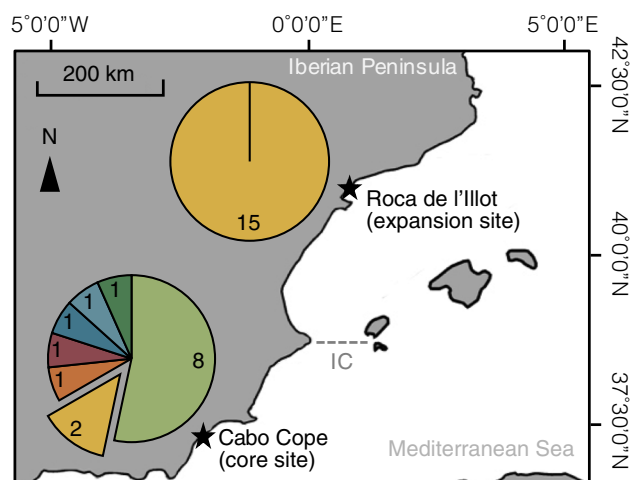 5°0'0"W 0°0'0"E 5°0'0"E
200 km
Iberian Peninsula
42°30'0"N
N
15
Roca de l'Illot
(expansion site)
40°0'0"N
1 1
1
1
1
8
2
IC
37°30'0"N
Cabo Cope
(core site)
Mediterranean Sea